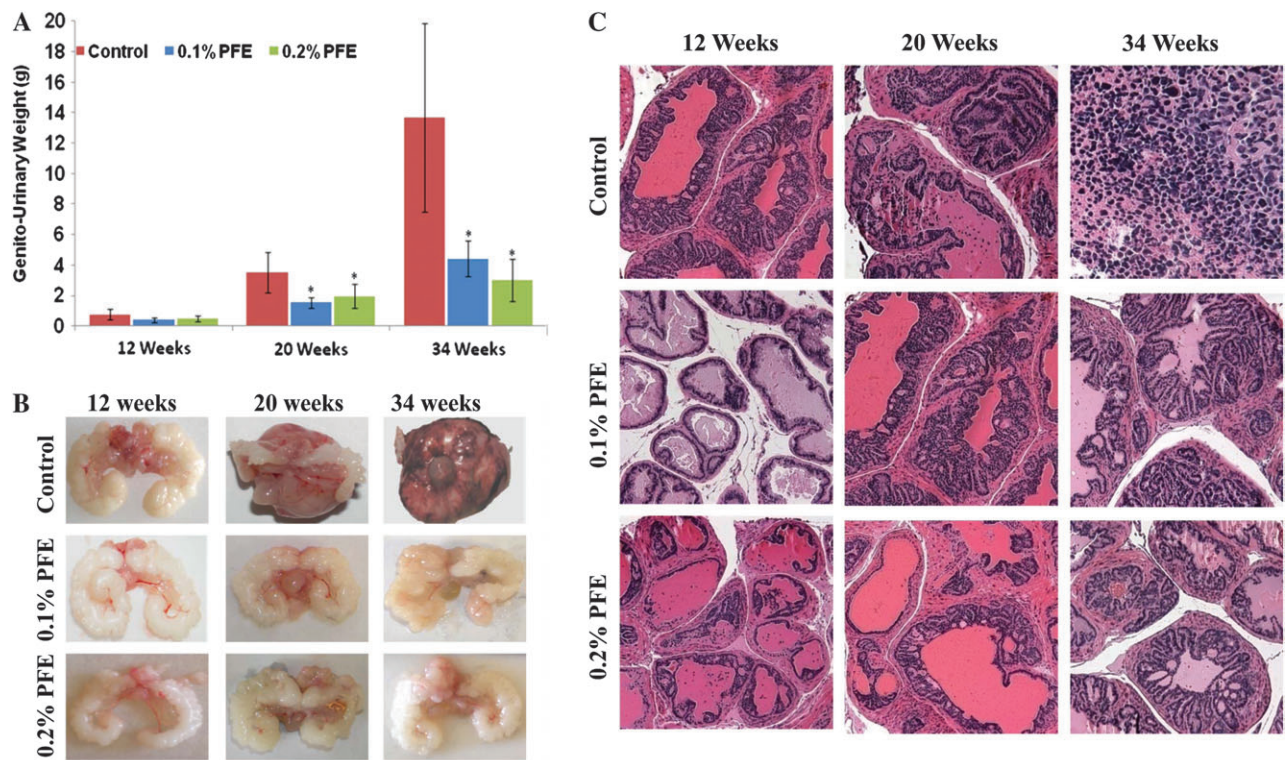 A
20
18
16
14
12
10
8
6
4
2
0
Genito-Urinary Weight (g)
Control 0.1% PFE 0.2% PFE
*
*
*
*
12 Weeks 20 Weeks 34 Weeks
B
12 weeks 20 weeks 34 weeks
Control
0.1% PFE
0.2% PFE
C
12 Weeks 20 Weeks 34 Weeks
Control
0.1% PFE
0.2% PFE